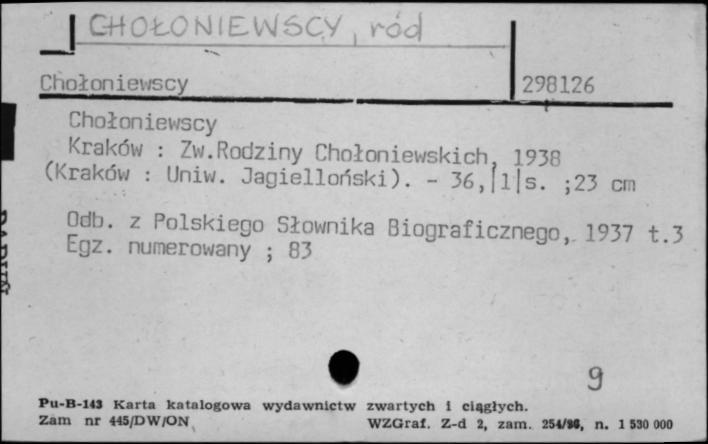 CHOŁONIEWSCY, ród
Chołoniewscy 298126
Chołoniewscy
Kraków : Zw.Rodziny Chołoniewskich, 1938
(Kraków : Uniw. Jagielloński). - 36,|1|s. ;23 cm
Odb. z Polskiego Słownika Biograficznego, 1937 t.3
Egz. numerowany ; 83
9
Pu-B-143 Karta katalogowa wydawnictw zwartych i ciągłych.
Zam nr 445/DW/ON WZGraf. Z-d 2, zam. 254/86, n. 1 530 000